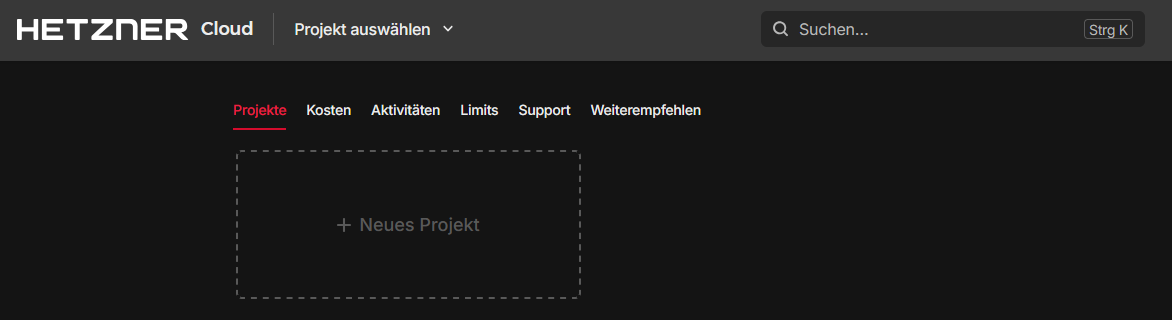 HETZNER Cloud Projekt auswählen Suchen... Strg K
Projekte Kosten Aktivitäten Limits Support Weiterempfehlen
+ Neues Projekt